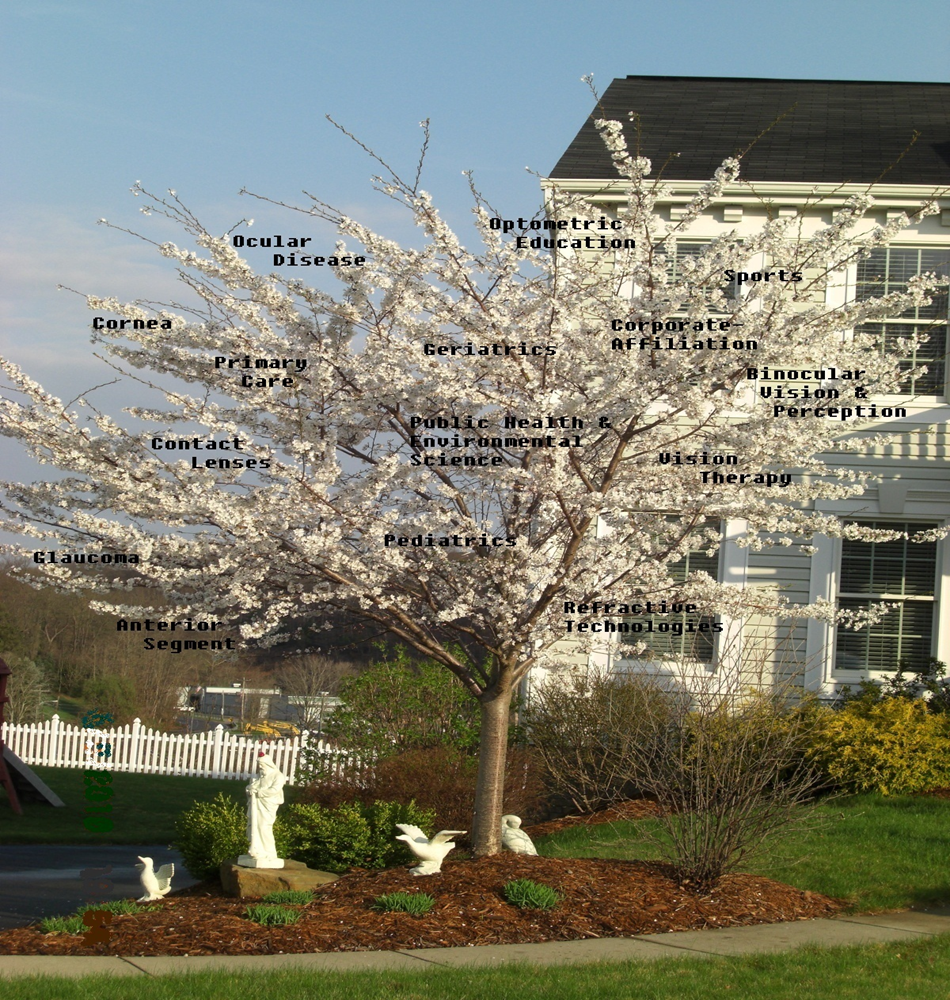 Optometric
Education
Ocular
Disease
Sports
Cornea
Corporate-
Affiliation
Geriatrics
Primary
Care
Binocular
Vision &
Perception
Public Health &
Environmental
Science
Contact
Lenses
Vision
Therapy
Pediatrics
Glaucoma
Refractive
Technologies
Anterior
Segment